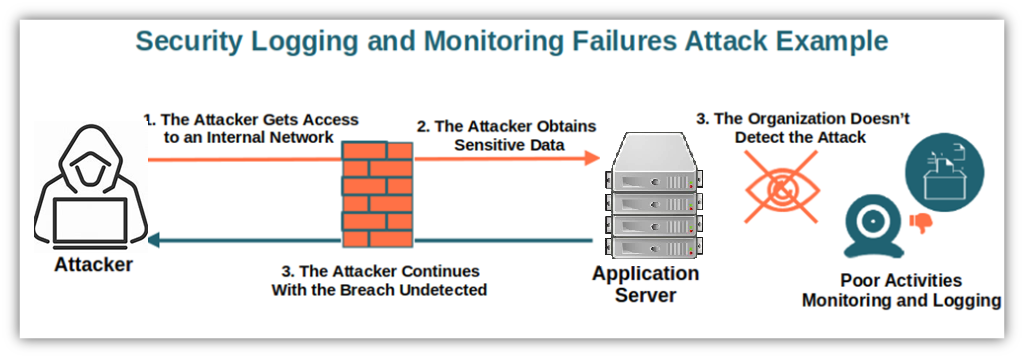 Security Logging and Monitoring Failures Attack Example
1. The Attacker Gets Access
to an Internal Network
2. The Attacker Obtains
Sensitive Data
3. The Organization Doesn't
Detect the Attack
Attacker
3. The Attacker Continues
With the Breach Undetected
Application
Server
Poor Activities
Monitoring and Logging